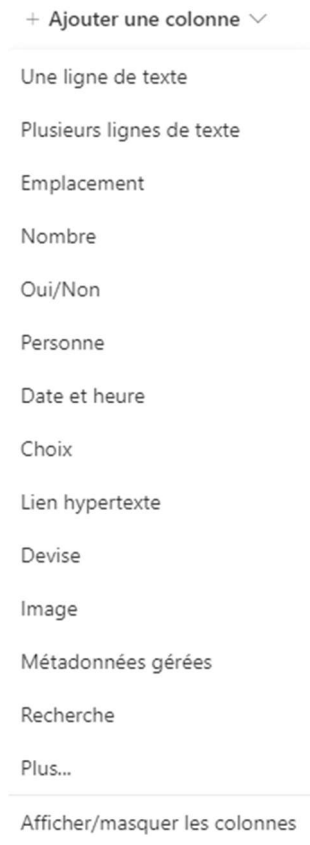 + Ajouter une colonne
Une ligne de texte
Plusieurs lignes de texte
Emplacement
Nombre
Oui/Non
Personne
Date et heure
Choix
Lien hypertexte
Devise
Image
Métadonnées gérées
Recherche
Plus...
Afficher/masquer les colonnes